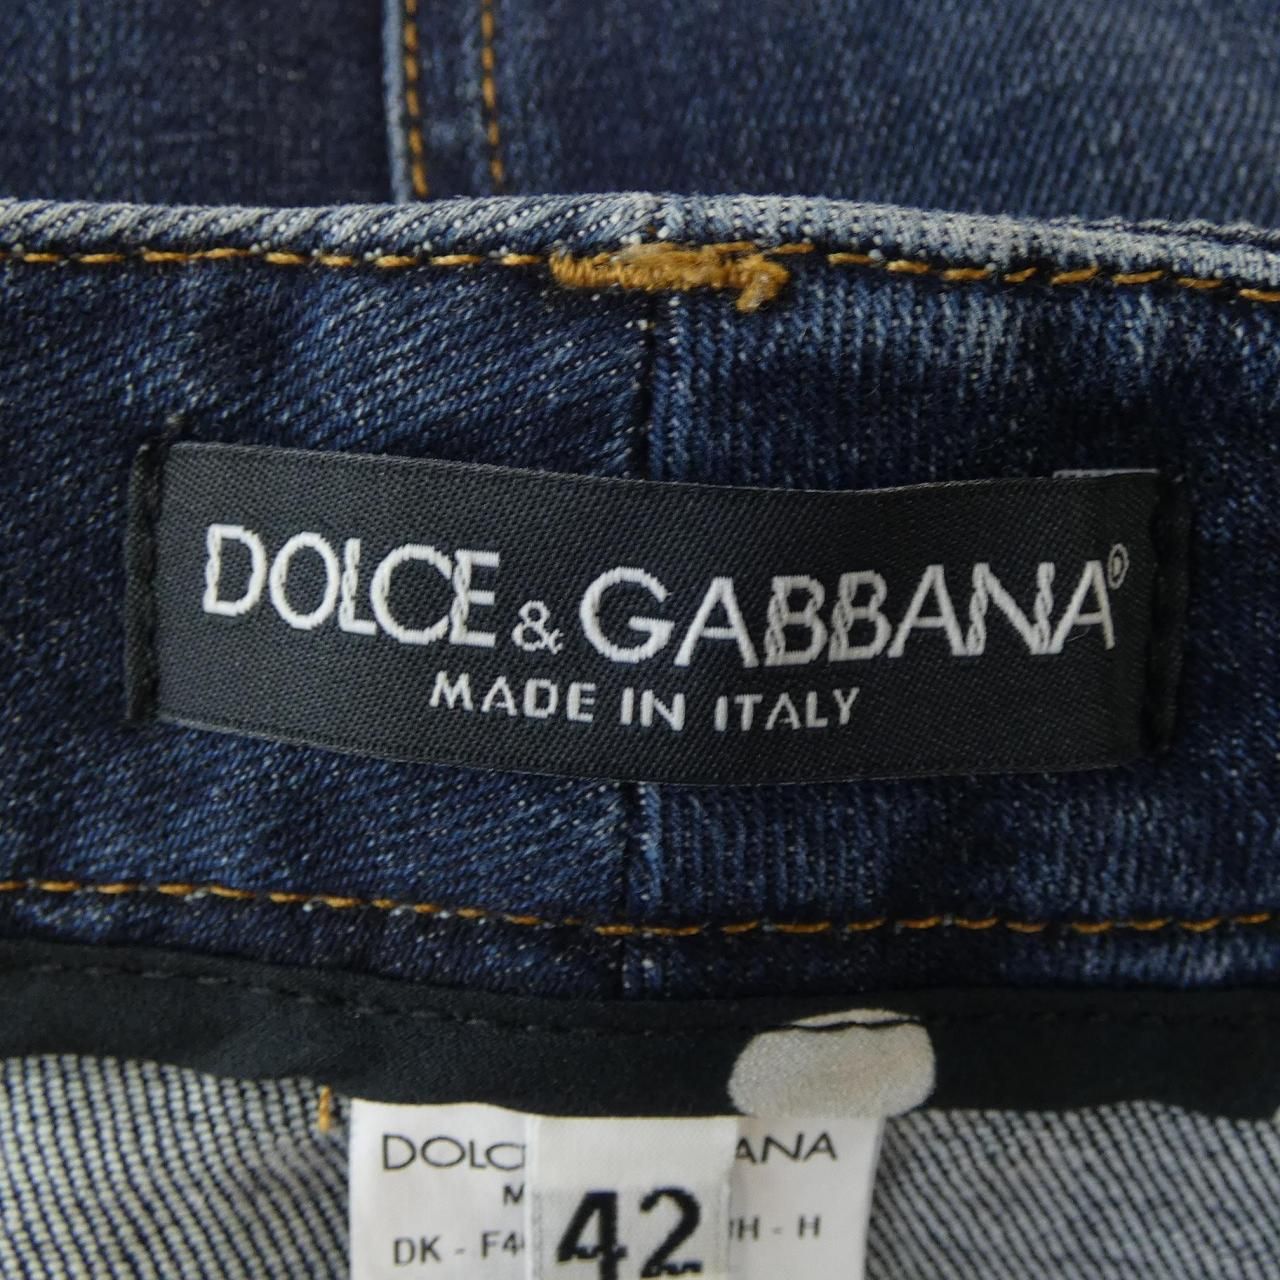 DOLCE & GABBANA®
MADE IN ITALY
DOLC ANA
M
DK - F4 H - H
42